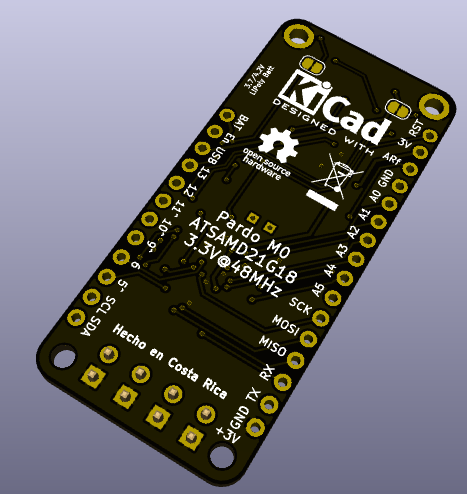 3.7/4.2V
LiPoly Batt
KiCad
DESIGNED WITH
open source
hardware
Pardo M0
ATSAMD21G18
3.3V@48MHz
BAT
En
USB
13
12
11~
10~
9~
6
5~
SCL
SDA
RST
3V
ARf
GND
A0
A1
A2
A3
A4
A5
SCK
MOSI
MISO
RX
TX
GND
+3V
Hecho en Costa Rica